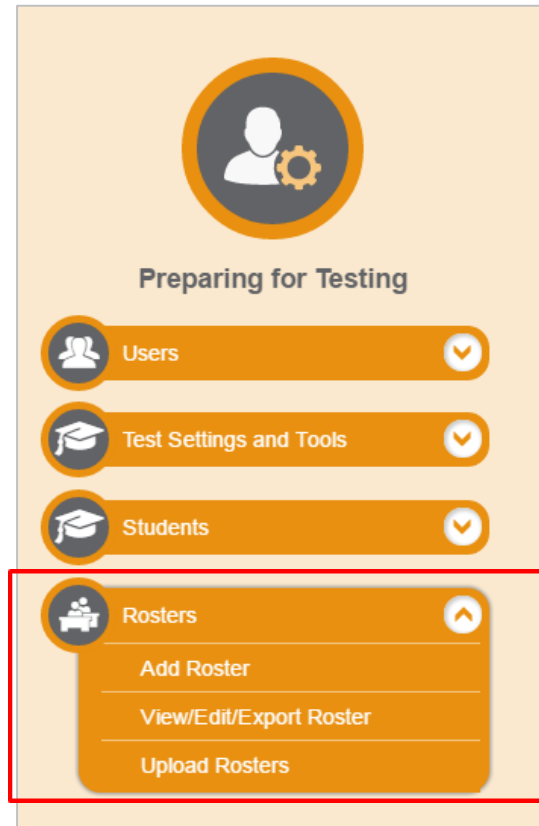 Preparing for Testing
Users
Test Settings and Tools
Students
Rosters
Add Roster
View/Edit/Export Roster
Upload Rosters